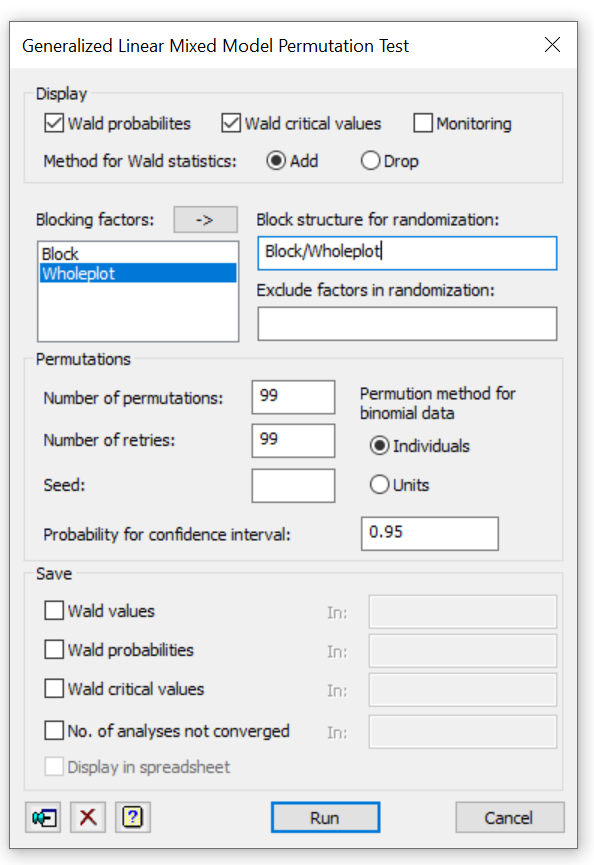 Generalized Linear Mixed Model Permutation Test
Display
Wald probabilites
Wald critical values
Monitoring
Method for Wald statistics:
Add
Drop
Blocking factors:
->
Block structure for randomization:
Block
Wholeplot
Block/Wholeplot
Exclude factors in randomization:
Permutations
Number of permutations:
99
Permution method for
binomial data
Number of retries:
99
Individuals
Seed:
Units
Probability for confidence interval:
0.95
Save
Wald values
In:
Wald probabilities
In:
Wald critical values
In:
No. of analyses not converged
In:
Display in spreadsheet
?
Run
Cancel